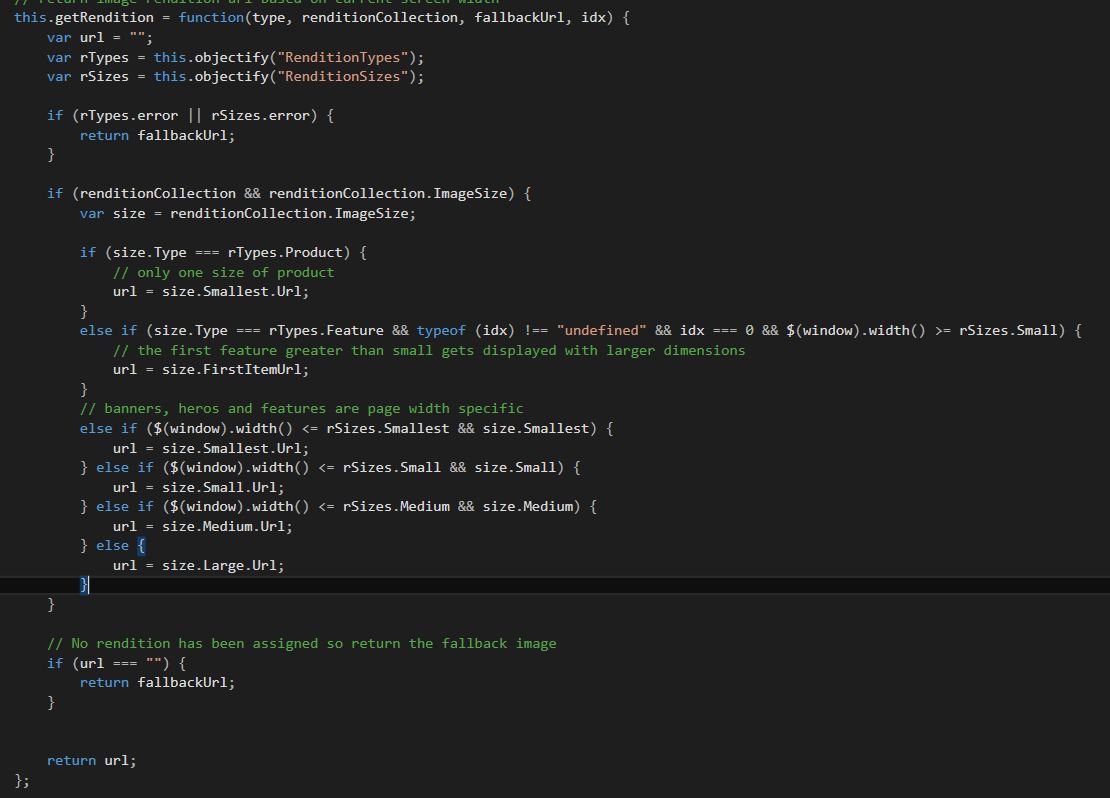 // return image rendition url based on current screen width
this.getRendition = function(type, renditionCollection, fallbackUrl, idx) {
    var url = "";
    var rTypes = this.objectify("RenditionTypes");
    var rSizes = this.objectify("RenditionSizes");

    if (rTypes.error || rSizes.error) {
        return fallbackUrl;
    }

    if (renditionCollection && renditionCollection.ImageSize) {
        var size = renditionCollection.ImageSize;

        if (size.Type === rTypes.Product) {
            // only one size of product
            url = size.Smallest.Url;
        }
        else if (size.Type === rTypes.Feature && typeof (idx) !== "undefined" && idx === 0 && $(window).width() >= rSizes.Small) {
            // the first feature greater than small gets displayed with larger dimensions
            url = size.FirstItemUrl;
        }
        // banners, heros and features are page width specific
        else if ($(window).width() <= rSizes.Smallest && size.Smallest) {
            url = size.Smallest.Url;
        } else if ($(window).width() <= rSizes.Small && size.Small) {
            url = size.Small.Url;
        } else if ($(window).width() <= rSizes.Medium && size.Medium) {
            url = size.Medium.Url;
        } else {
            url = size.Large.Url;
        }
    }

    // No rendition has been assigned so return the fallback image
    if (url === "") {
        return fallbackUrl;
    }


    return url;
};